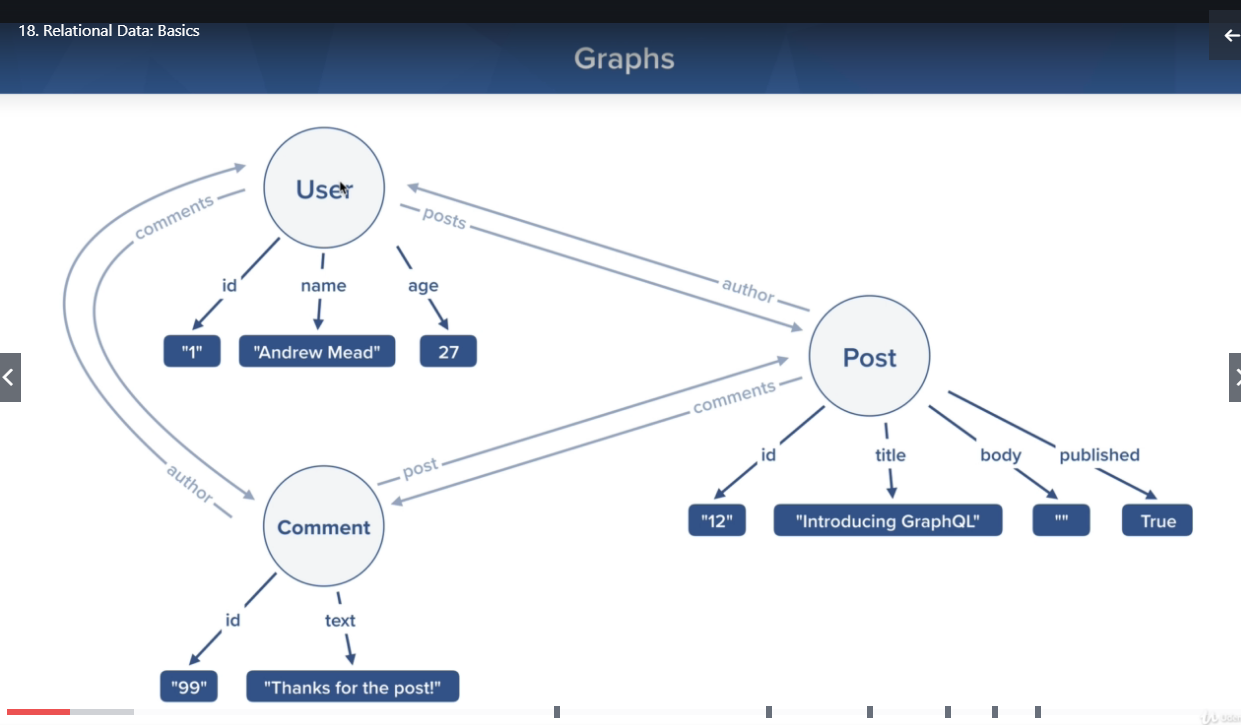 18. Relational Data: Basics
Graphs
User
comments
posts
id
name
age
author
"1"
"Andrew Mead"
27
Post
comments
post
author
id
title
body
published
Comment
"12"
"Introducing GraphQL"
""
True
id
text
"99"
"Thanks for the post!"